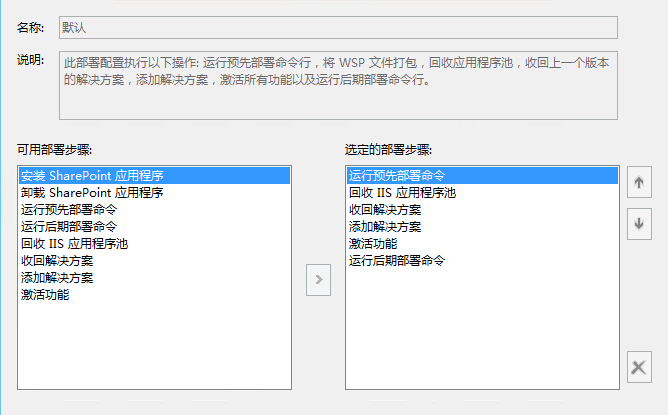 名称: 默认
说明: 此部署配置执行以下操作: 运行预先部署命令行，将 WSP 文件打包，回收应用程序池，收回上一个版本
的解决方案，添加解决方案，激活所有功能以及运行后期部署命令行。
可用部署步骤:
安装 SharePoint 应用程序
卸载 SharePoint 应用程序
运行预先部署命令
运行后期部署命令
回收 IIS 应用程序池
收回解决方案
添加解决方案
激活功能
选定的部署步骤:
运行预先部署命令
回收 IIS 应用程序池
收回解决方案
添加解决方案
激活功能
运行后期部署命令